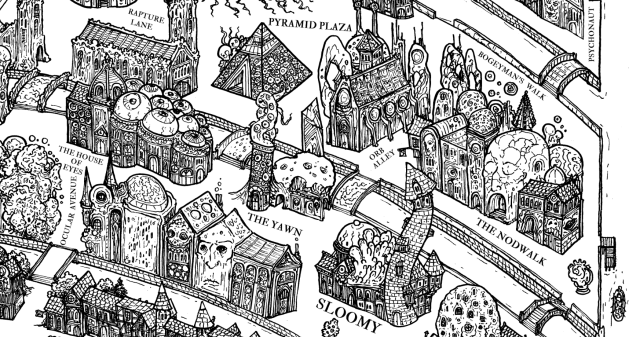 RAPTURE
LANE
PYRAMID PLAZA
PSYCHONAUT
BOGEYMAN'S WALK
ORB
ALLEY
THE HOUSE
OF
EYES
OCULAR AVENUE
THE YAWN
THE NODWALK
SLOOMY